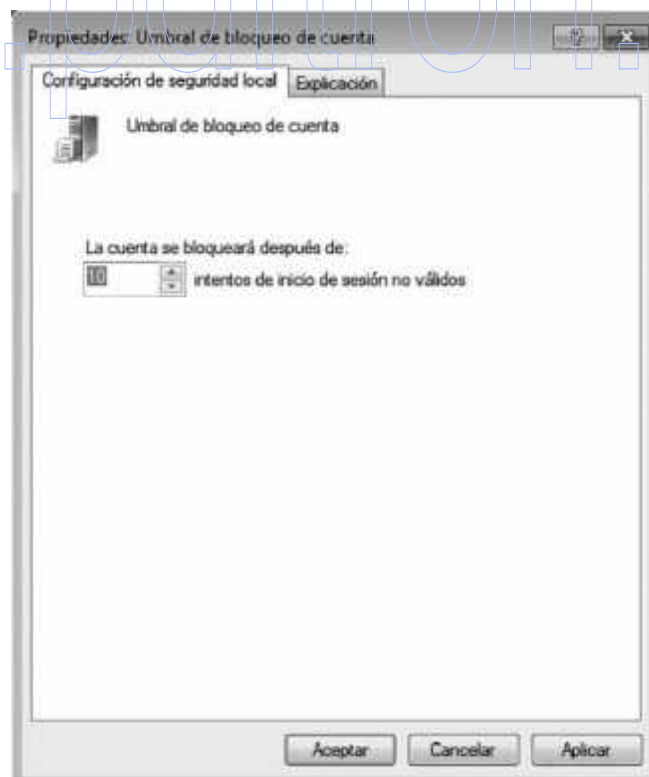 Propiedades: Umbral de bloqueo de cuenta
Configuración de seguridad local
Explicación
Umbral de bloqueo de cuenta
La cuenta se bloqueará después de:
10
intentos de inicio de sesión no válidos
Aceptar
Cancelar
Aplicar